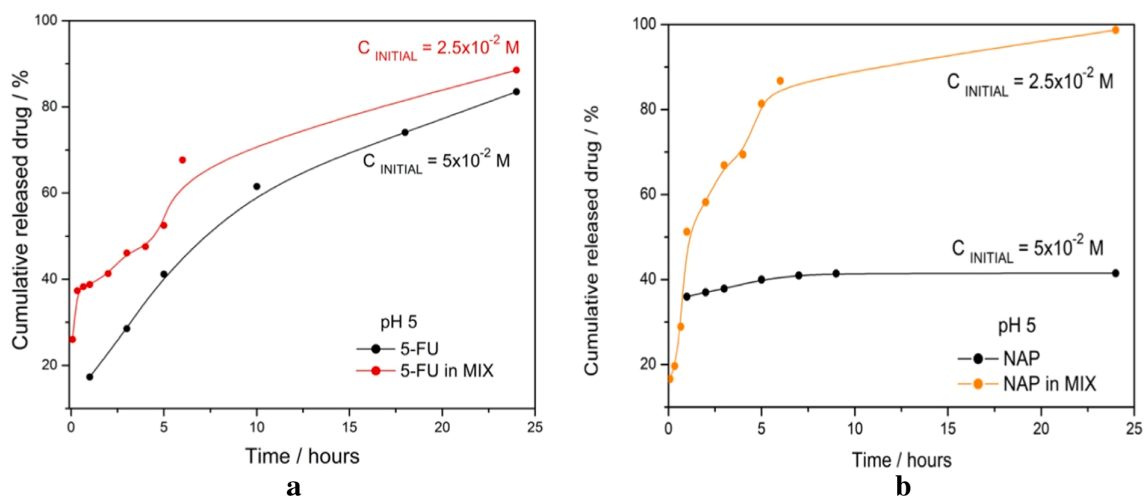 100
80
60
40
20
0
5
10
15
20
25
Cumulative released drug / %
Time / hours
C INITIAL = 2.5x10⁻² M
C INITIAL = 5x10⁻² M
pH 5
5-FU
5-FU in MIX
a
100
80
60
40
20
0
5
10
15
20
25
Cumulative released drug / %
Time / hours
C INITIAL = 2.5x10⁻² M
C INITIAL = 5x10⁻² M
pH 5
NAP
NAP in MIX
b